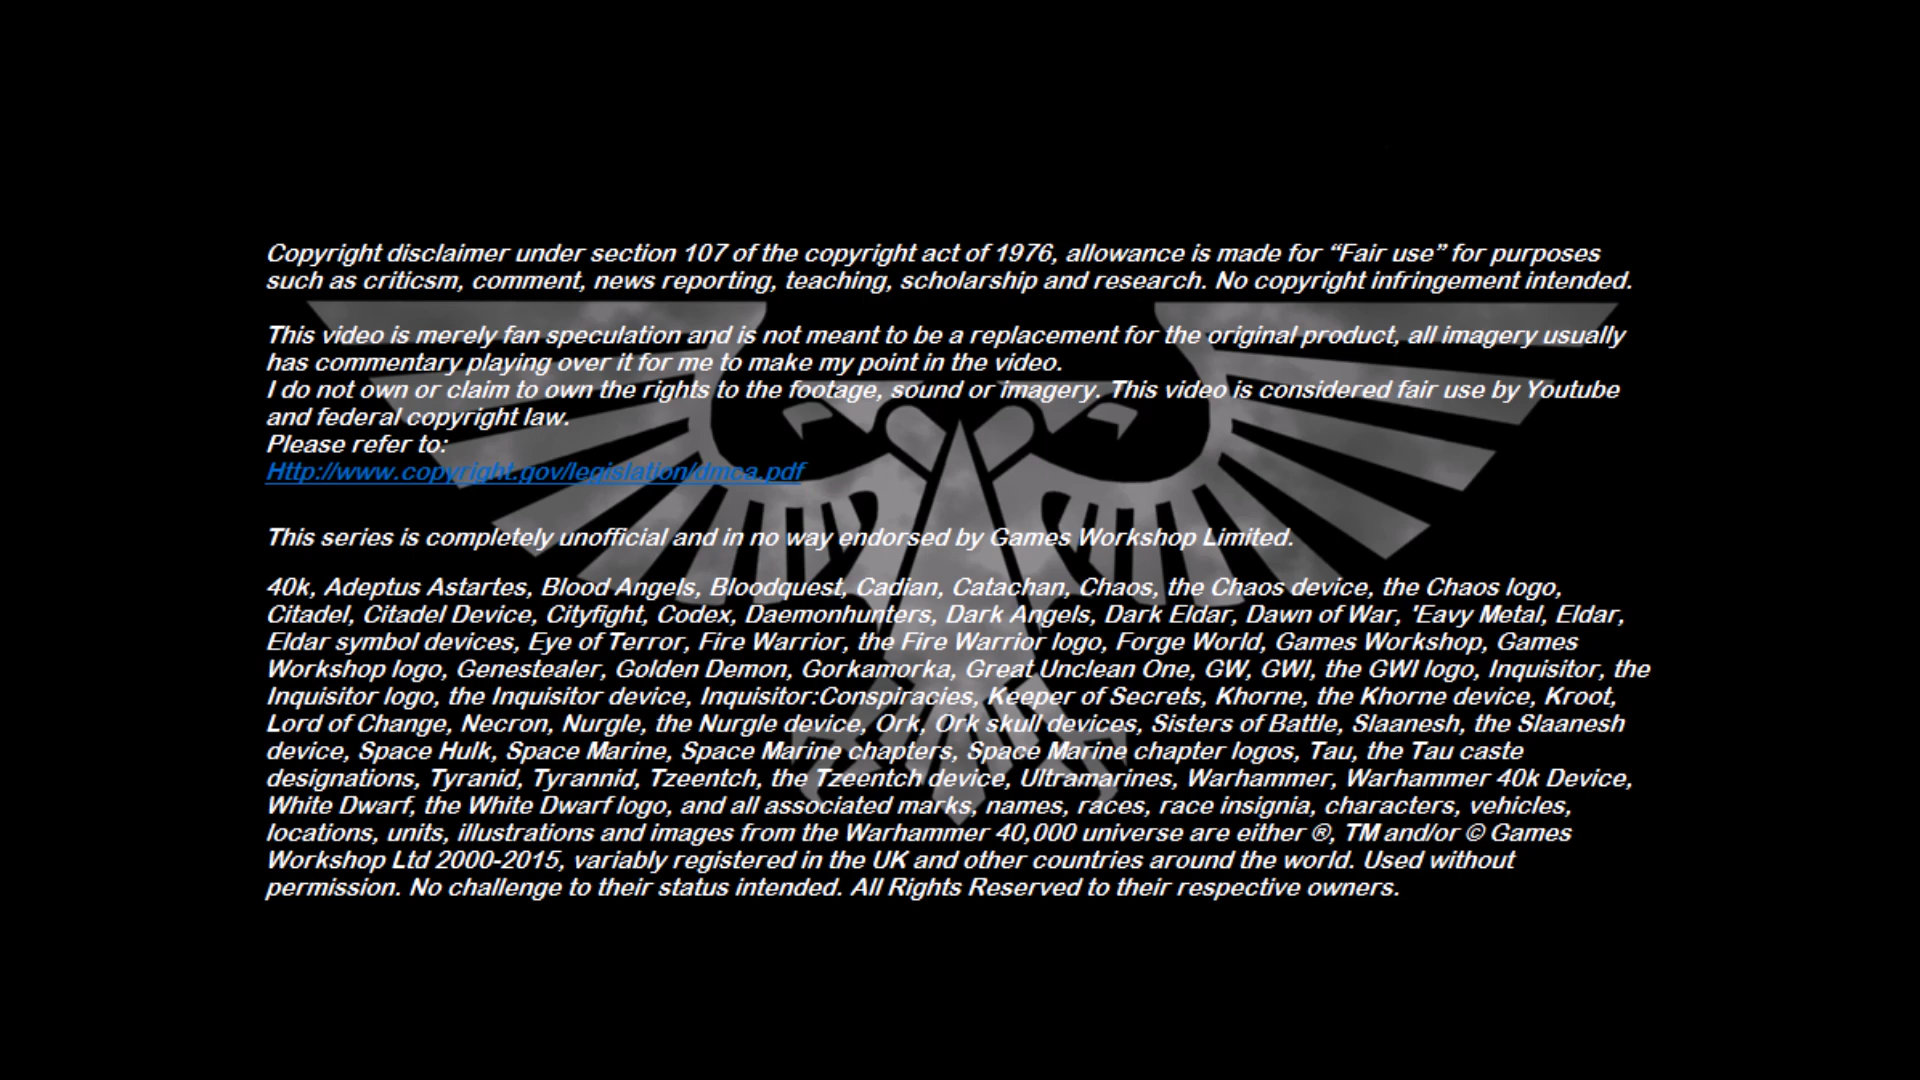 Copyright disclaimer under section 107 of the copyright act of 1976, allowance is made for “Fair use” for purposes
such as criticsm, comment, news reporting, teaching, scholarship and research. No copyright infringement intended.
This video is merely fan speculation and is not meant to be a replacement for the original product, all imagery usually
has commentary playing over it for me to make my point in the video.
I do not own or claim to own the rights to the footage, sound or imagery. This video is considered fair use by Youtube
and federal copyright law.
Please refer to:
Http://www.copyright.gov/legislation/dmca.pdf
This series is completely unofficial and in no way endorsed by Games Workshop Limited.
40k, Adeptus Astartes, Blood Angels, Bloodquest, Cadian, Catachan, Chaos, the Chaos device, the Chaos logo,
Citadel, Citadel Device, Cityfight, Codex, Daemonhunters, Dark Angels, Dark Eldar, Dawn of War, 'Eavy Metal, Eldar,
Eldar symbol devices, Eye of Terror, Fire Warrior, the Fire Warrior logo, Forge World, Games Workshop, Games
Workshop logo, Genestealer, Golden Demon, Gorkamorka, Great Unclean One, GW, GWI, the GWI logo, Inquisitor, the
Inquisitor logo, the Inquisitor device, Inquisitor:Conspiracies, Keeper of Secrets, Khorne, the Khorne device, Kroot,
Lord of Change, Necron, Nurgle, the Nurgle device, Ork, Ork skull devices, Sisters of Battle, Slaanesh, the Slaanesh
device, Space Hulk, Space Marine, Space Marine chapters, Space Marine chapter logos, Tau, the Tau caste
designations, Tyranid, Tyrannid, Tzeentch, the Tzeentch device, Ultramarines, Warhammer, Warhammer 40k Device,
White Dwarf, the White Dwarf logo, and all associated marks, names, races, race insignia, characters, vehicles,
locations, units, illustrations and images from the Warhammer 40,000 universe are either ®, TM and/or © Games
Workshop Ltd 2000-2015, variably registered in the UK and other countries around the world. Used without
permission. No challenge to their status intended. All Rights Reserved to their respective owners.